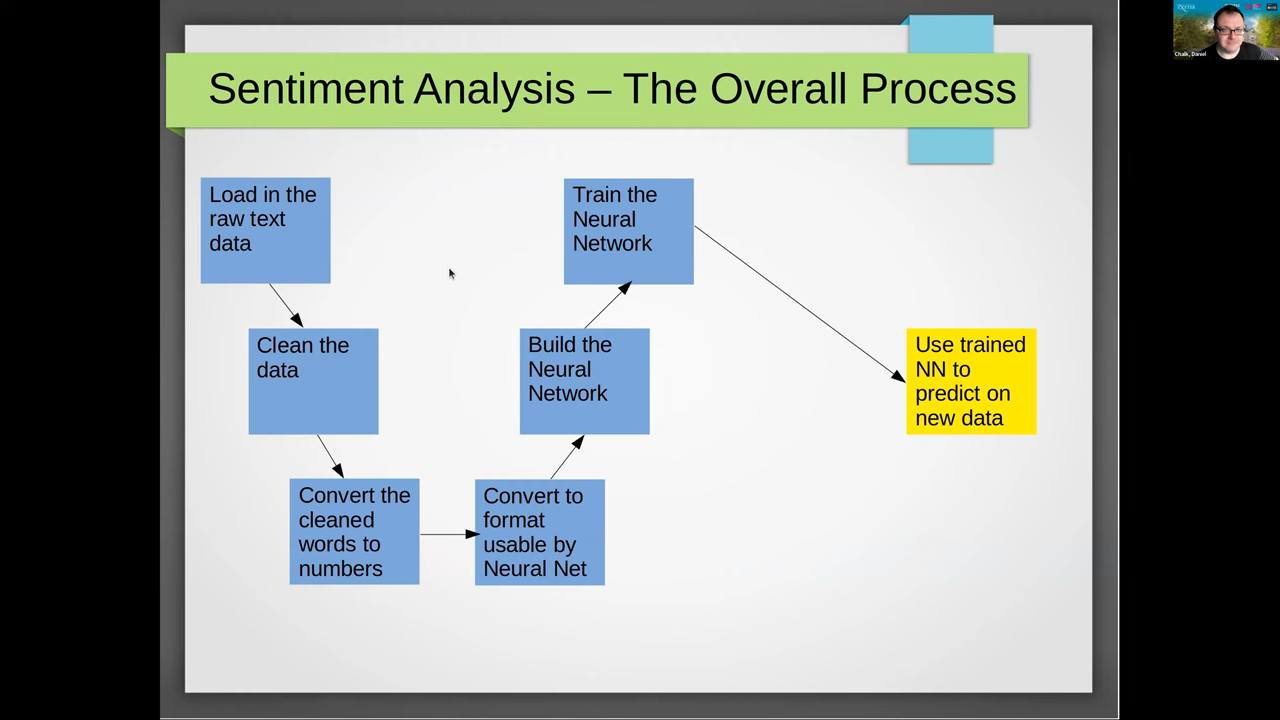 Sentiment Analysis – The Overall Process
Load in the
raw text
data
Clean the
data
Convert the
cleaned
words to
numbers
Convert to
format
usable by
Neural Net
Build the
Neural
Network
Train the
Neural
Network
Use trained
NN to
predict on
new data
Chalk, Daniel